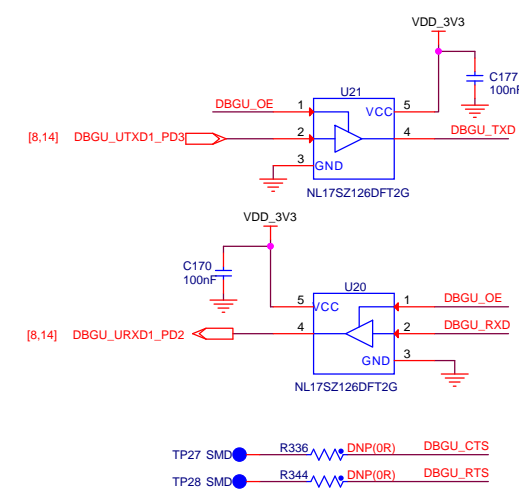 VDD_3V3
C177
100nF
U21
DBGU_OE 1 VCC 5
[8,14] DBGU_UTXD1_PD3 2 4 DBGU_TXD
3 GND
NL17SZ126DFT2G
VDD_3V3
C170
100nF
U20
5 VCC 1 DBGU_OE
[8,14] DBGU_URXD1_PD2 4 2 DBGU_RXD
GND 3
NL17SZ126DFT2G
TP27 SMD R336 DNP(0R) DBGU_CTS
TP28 SMD R344 DNP(0R) DBGU_RTS